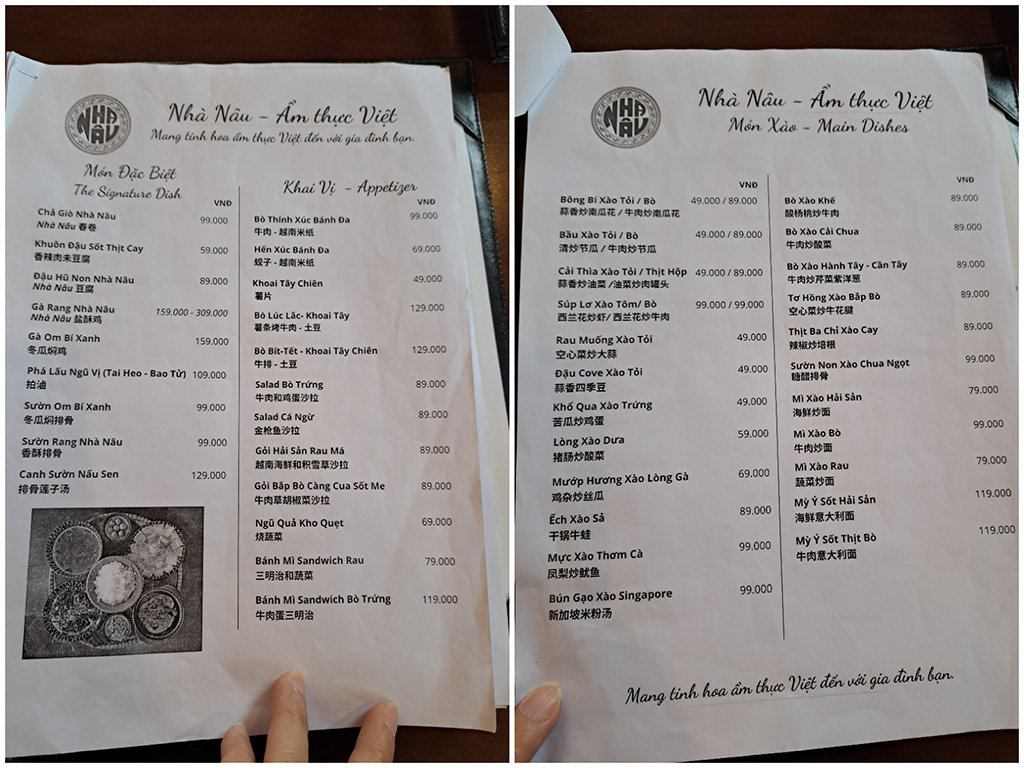 NHÀ NÂU
Nhà Nâu - Ẩm thực Việt
Mang tinh hoa ẩm thực Việt đến với gia đình bạn.
Món Đặc Biệt
The Signature Dish
VNĐ
Chả Giò Nhà Nâu 99.000
Nhà Nâu 春卷
Khuôn Đậu Sốt Thịt Cay 59.000
香辣肉末豆腐
Đậu Hũ Non Nhà Nâu 89.000
Nhà Nâu 豆腐
Gà Rang Nhà Nâu 159.000 - 309.000
Nhà Nâu 盐酥鸡
Gà Om Bí Xanh 159.000
冬瓜焖鸡
Phá Lấu Ngũ Vị (Tai Heo - Bao Tử) 109.000
拍滷
Sườn Om Bí Xanh 99.000
冬瓜焖排骨
Sườn Rang Nhà Nâu 99.000
香酥排骨
Canh Sườn Nấu Sen 129.000
排骨莲子汤
Khai Vị - Appetizer
VNĐ
Bò Thính Xúc Bánh Đa 99.000
牛肉 - 越南米纸
Hến Xúc Bánh Đa 69.000
蚬子 - 越南米纸
Khoai Tây Chiên 49.000
薯片
Bò Lúc Lắc- Khoai Tây 129.000
薯条烤牛肉 - 土豆
Bò Bít-Tết - Khoai Tây Chiên 129.000
牛排 - 土豆
Salad Bò Trứng 89.000
牛肉和鸡蛋沙拉
Salad Cá Ngừ 89.000
金枪鱼沙拉
Gỏi Hải Sản Rau Má 89.000
越南海鲜和积雪草沙拉
Gỏi Bắp Bò Càng Cua Sốt Me 89.000
牛肉草胡椒菜沙拉
Ngũ Quả Kho Quẹt 69.000
烧蔬菜
Bánh Mì Sandwich Rau 79.000
三明治和蔬菜
Bánh Mì Sandwich Bò Trứng 119.000
牛肉蛋三明治
NHÀ NÂU
Nhà Nâu - Ẩm thực Việt
Món Xào - Main Dishes
VNĐ
Bông Bí Xào Tỏi / Bò 49.000 / 89.000
蒜香炒南瓜花 / 牛肉炒南瓜花
Bầu Xào Tỏi / Bò 49.000 / 89.000
清炒节瓜 / 牛肉炒节瓜
Cải Thìa Xào Tỏi / Thịt Hộp 49.000 / 89.000
蒜香炒油菜 /油菜炒肉罐头
Súp Lơ Xào Tôm/ Bò 99.000 / 99.000
西兰花炒虾/ 西兰花炒牛肉
Rau Muống Xào Tỏi 49.000
空心菜炒大蒜
Đậu Cove Xào Tỏi 49.000
蒜香四季豆
Khổ Qua Xào Trứng 49.000
苦瓜炒鸡蛋
Lòng Xào Dưa 59.000
猪肠炒酸菜
Mướp Hương Xào Lòng Gà 69.000
鸡杂炒丝瓜
Ếch Xào Sả 89.000
干锅牛蛙
Mực Xào Thơm Cà 99.000
凤梨炒鱿鱼
Bún Gạo Xào Singapore 99.000
新加坡米粉汤
VNĐ
Bò Xào Khế 89.000
酸杨桃炒牛肉
Bò Xào Cải Chua 89.000
牛肉炒酸菜
Bò Xào Hành Tây - Cần Tây 89.000
牛肉炒芹菜紫洋葱
Tơ Hồng Xào Bắp Bò 89.000
空心菜炒牛花腱
Thịt Ba Chỉ Xào Cay 89.000
辣椒炒培根
Sườn Non Xào Chua Ngọt 99.000
糖醋排骨
Mì Xào Hải Sản 79.000
海鲜炒面
Mì Xào Bò 99.000
牛肉炒面
Mì Xào Rau 79.000
蔬菜炒面
Mỳ Ý Sốt Hải Sản 119.000
海鲜意大利面
Mỳ Ý Sốt Thịt Bò 119.000
牛肉意大利面
Mang tinh hoa ẩm thực Việt đến với gia đình bạn.